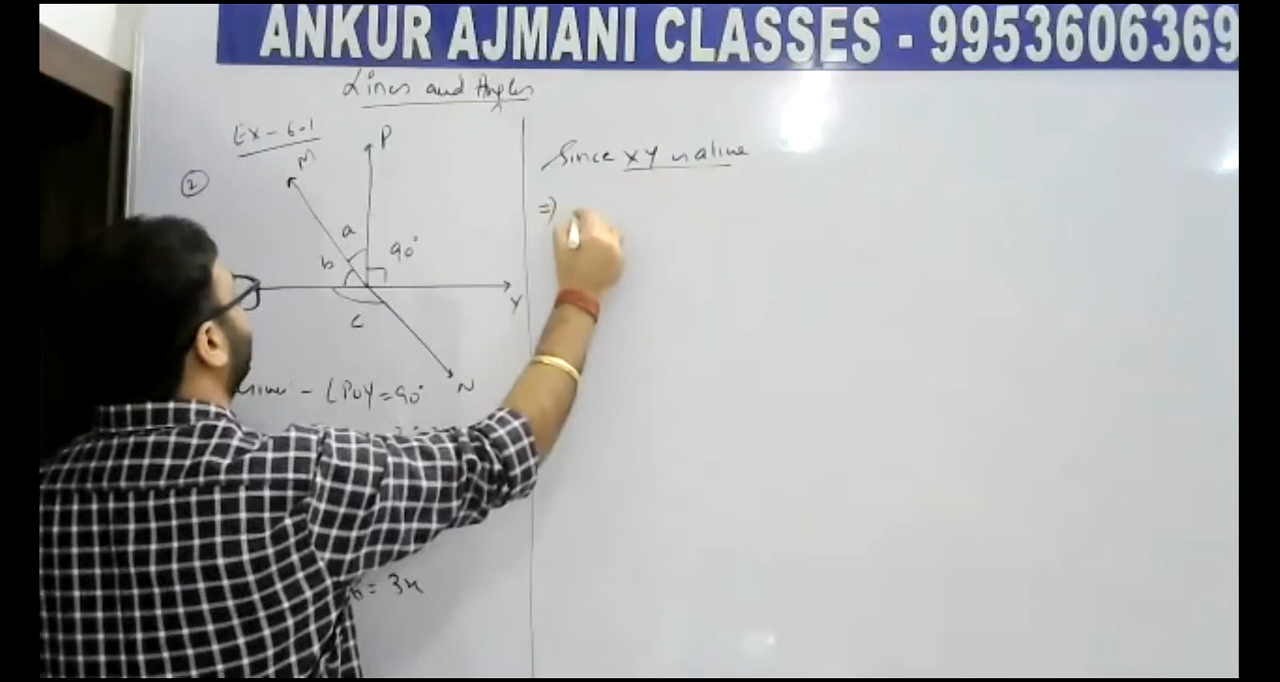 ANKUR AJMANI CLASSES - 9953606369
Lines and Angles
Ex-6.1
2
M
P
a
b
90°
Y
c
N
- ∠POY = 90°
= 3x
Since XY is a line
⇒